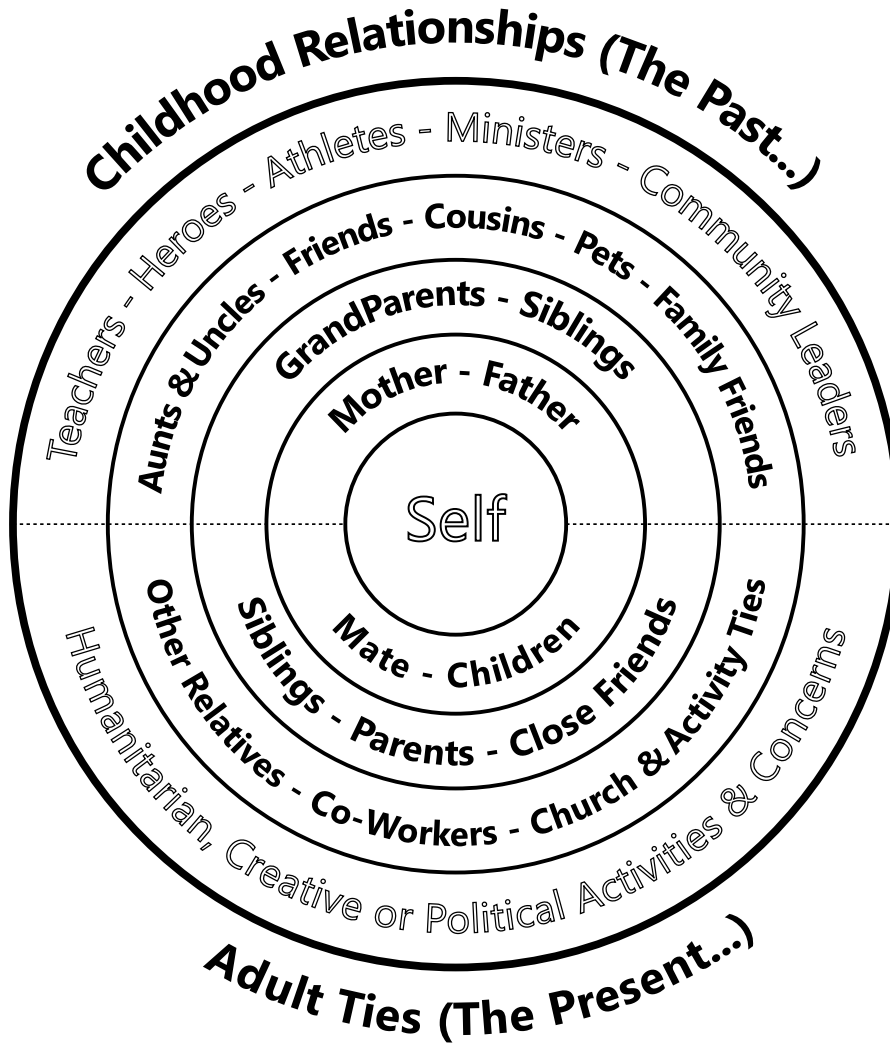 Childhood Relationships (The Past...)
Teachers - Heroes - Athletes - Ministers - Community Leaders
Aunts & Uncles - Friends - Cousins - Pets - Family Friends
GrandParents - Siblings
Mother - Father
Self
Mate - Children
Siblings - Parents - Close Friends
Other Relatives - Co-Workers - Church & Activity Ties
Humanitarian, Creative or Political Activities & Concerns
Adult Ties (The Present...)